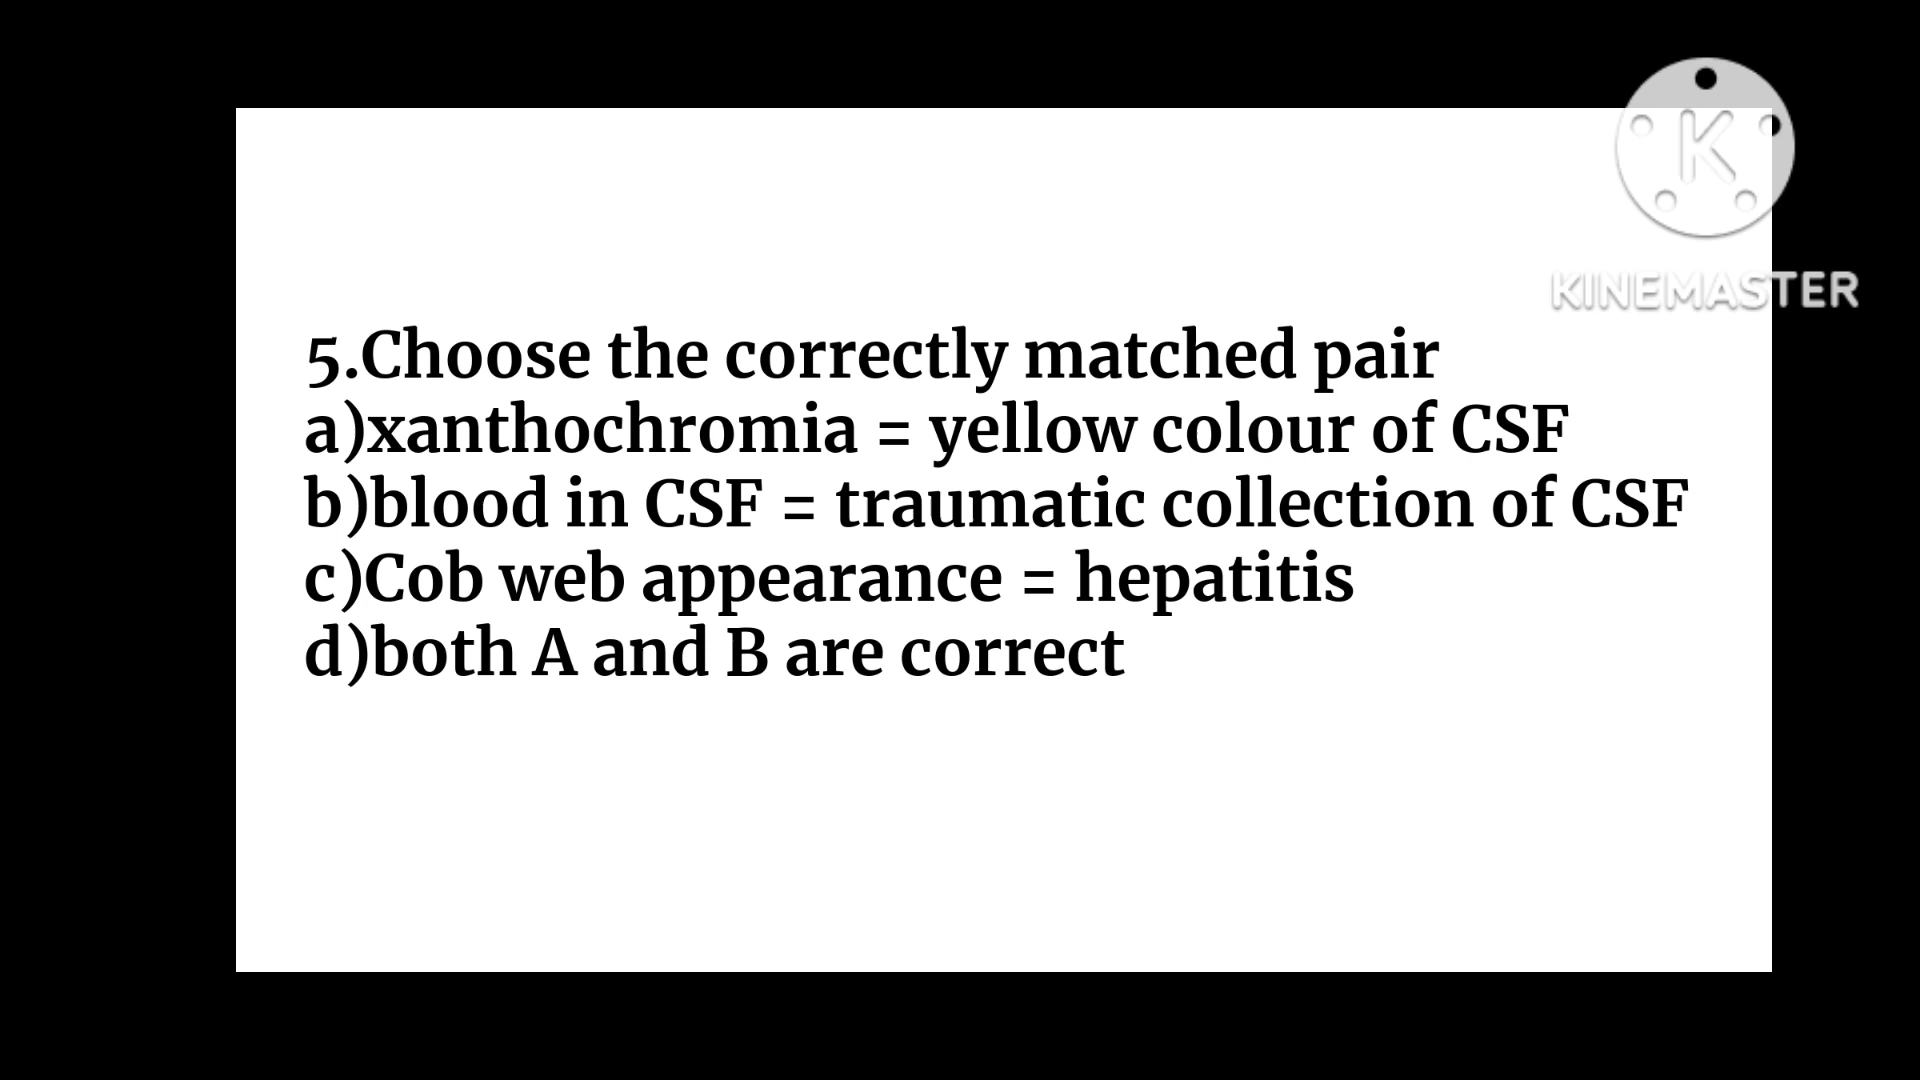 K
KINEMASTER
5.Choose the correctly matched pair
a)xanthochromia = yellow colour of CSF
b)blood in CSF = traumatic collection of CSF
c)Cob web appearance = hepatitis
d)both A and B are correct